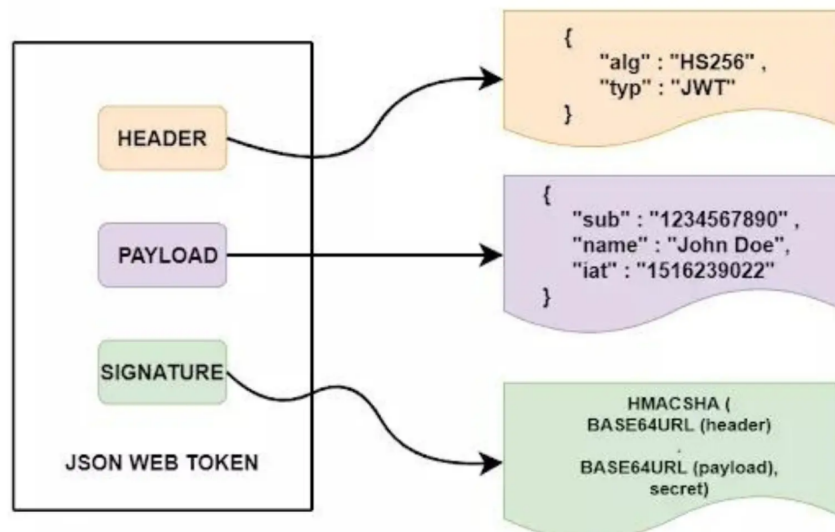 HEADER
PAYLOAD
SIGNATURE
JSON WEB TOKEN
{
"alg" : "HS256" ,
"typ" : "JWT"
}
{
"sub" : "1234567890" ,
"name" : "John Doe",
"iat" : "1516239022"
}
HMACSHA (
BASE64URL (header)
.
BASE64URL (payload),
secret)